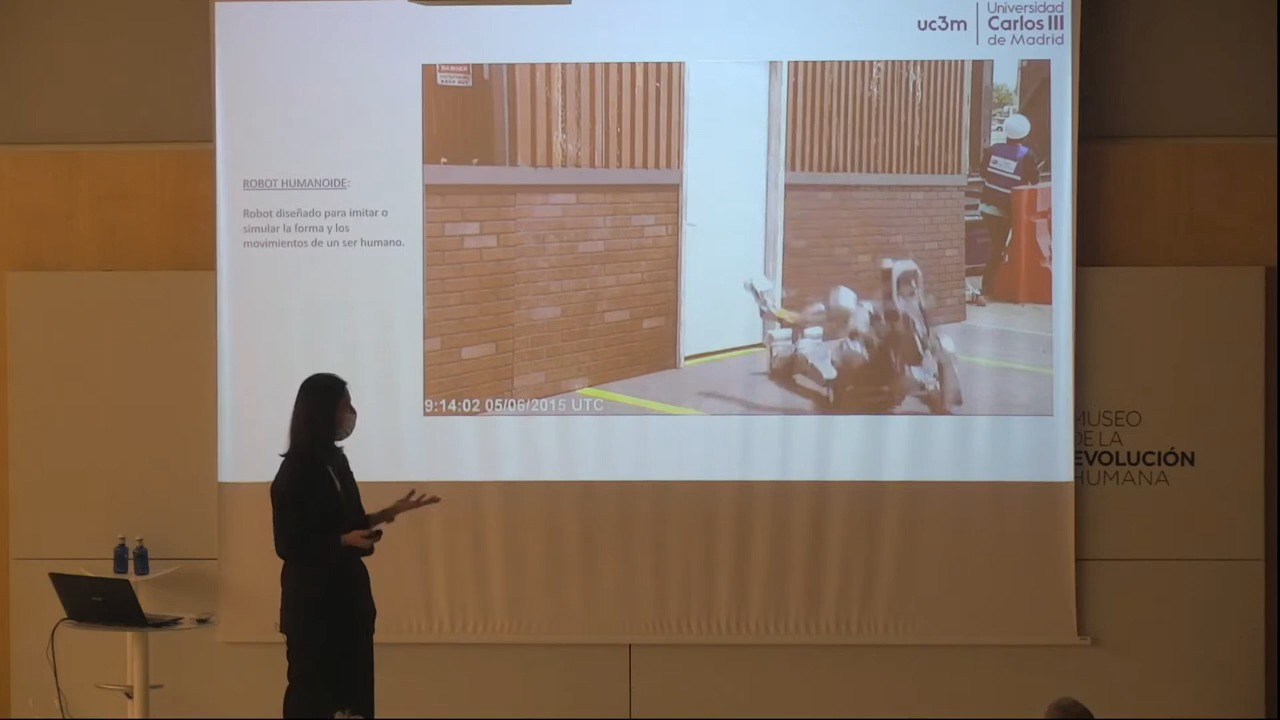 uc3m
Universidad
Carlos III
de Madrid
DANGER
ROBOT HUMANOIDE:
Robot diseñado para imitar o
simular la forma y los
movimientos de un ser humano.
9:14:02 05/06/2015 UTC
MUSEO
DE LA
EVOLUCIÓN
HUMANA